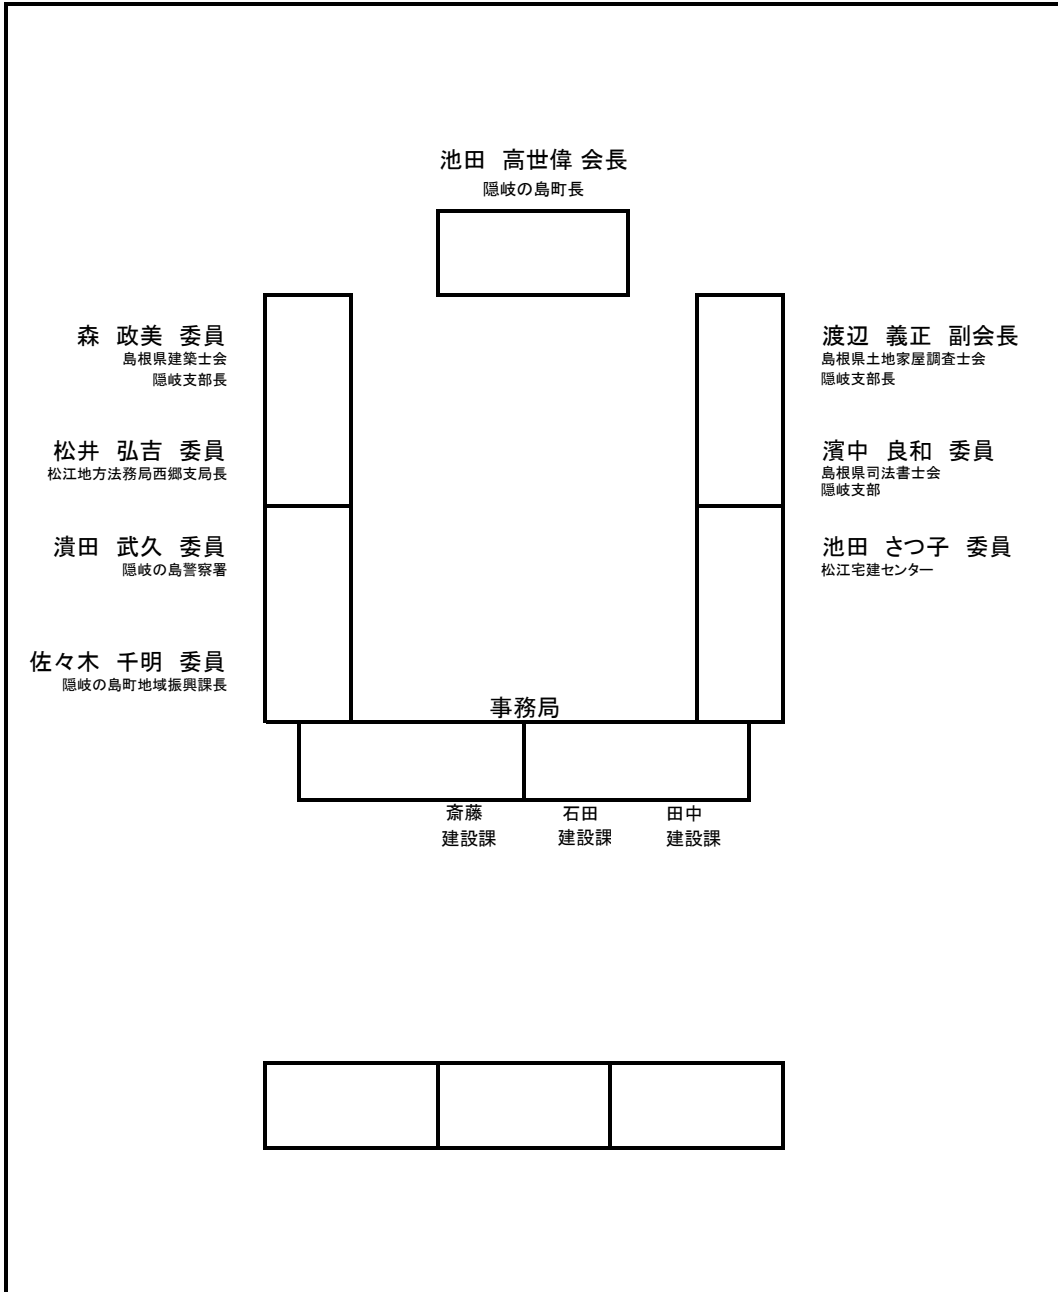 池田 高世偉 会長
隠岐の島町長
森 政美 委員
島根県建築士会
隠岐支部長
松井 弘吉 委員
松江地方法務局西郷支局長
濆田 武久 委員
隠岐の島警察署
佐々木 千明 委員
隠岐の島町地域振興課長
渡辺 義正 副会長
島根県土地家屋調査士会
隠岐支部長
濱中 良和 委員
島根県司法書士会
隠岐支部
池田 さつ子 委員
松江宅建センター
事務局
斎藤 石田 田中
建設課 建設課 建設課